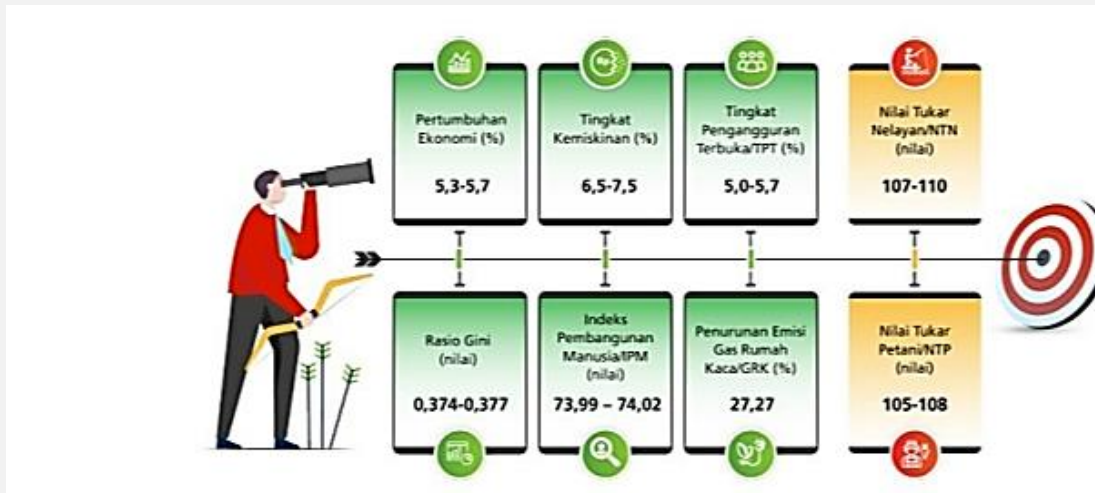 Pertumbuhan
Ekonomi (%)
5,3-5,7
Tingkat
Kemiskinan (%)
6,5-7,5
Tingkat
Pengangguran
Terbuka/TPT (%)
5,0-5,7
Nilai Tukar
Nelayan/NTN
(nilai)
107-110
Rasio Gini
(nilai)
0,374-0,377
Indeks
Pembangunan
Manusia/IPM
(nilai)
73,99 – 74,02
Penurunan Emisi
Gas Rumah
Kaca/GRK (%)
27,27
Nilai Tukar
Petani/NTP
(nilai)
105-108